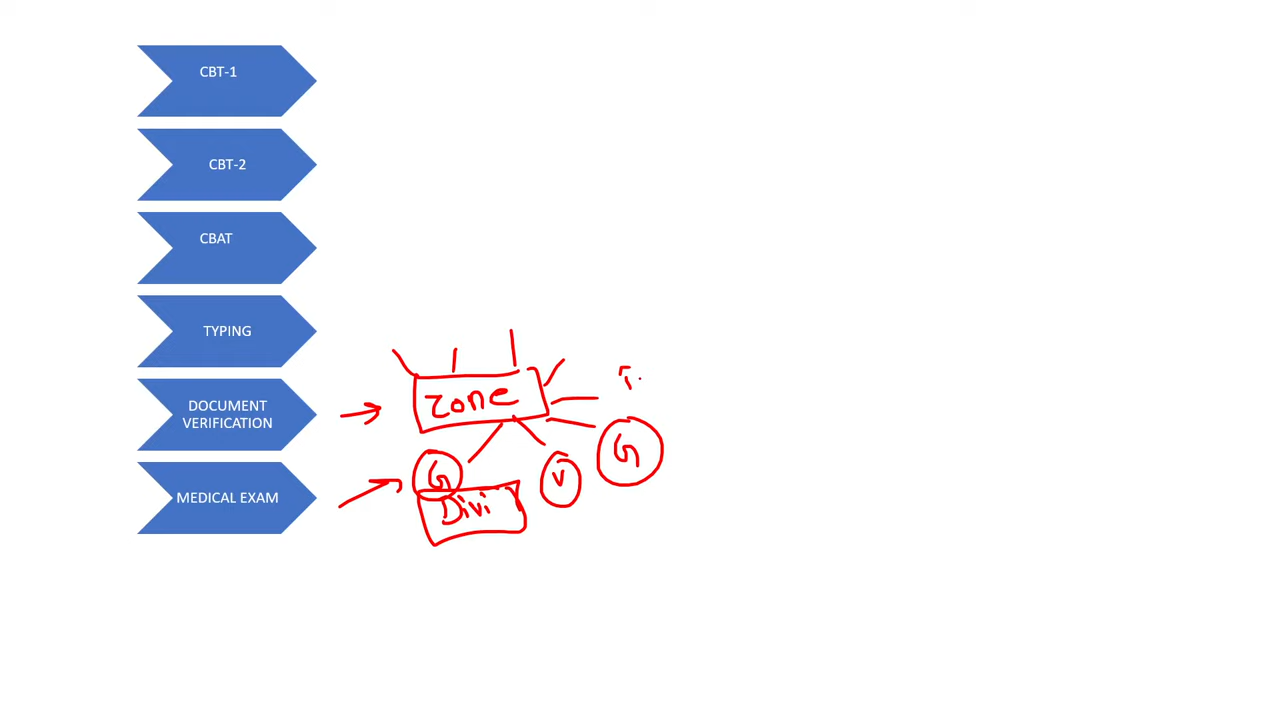 CBT-1
CBT-2
CBAT
TYPING
DOCUMENT
VERIFICATION
zone
G
G
V
MEDICAL EXAM
Divi